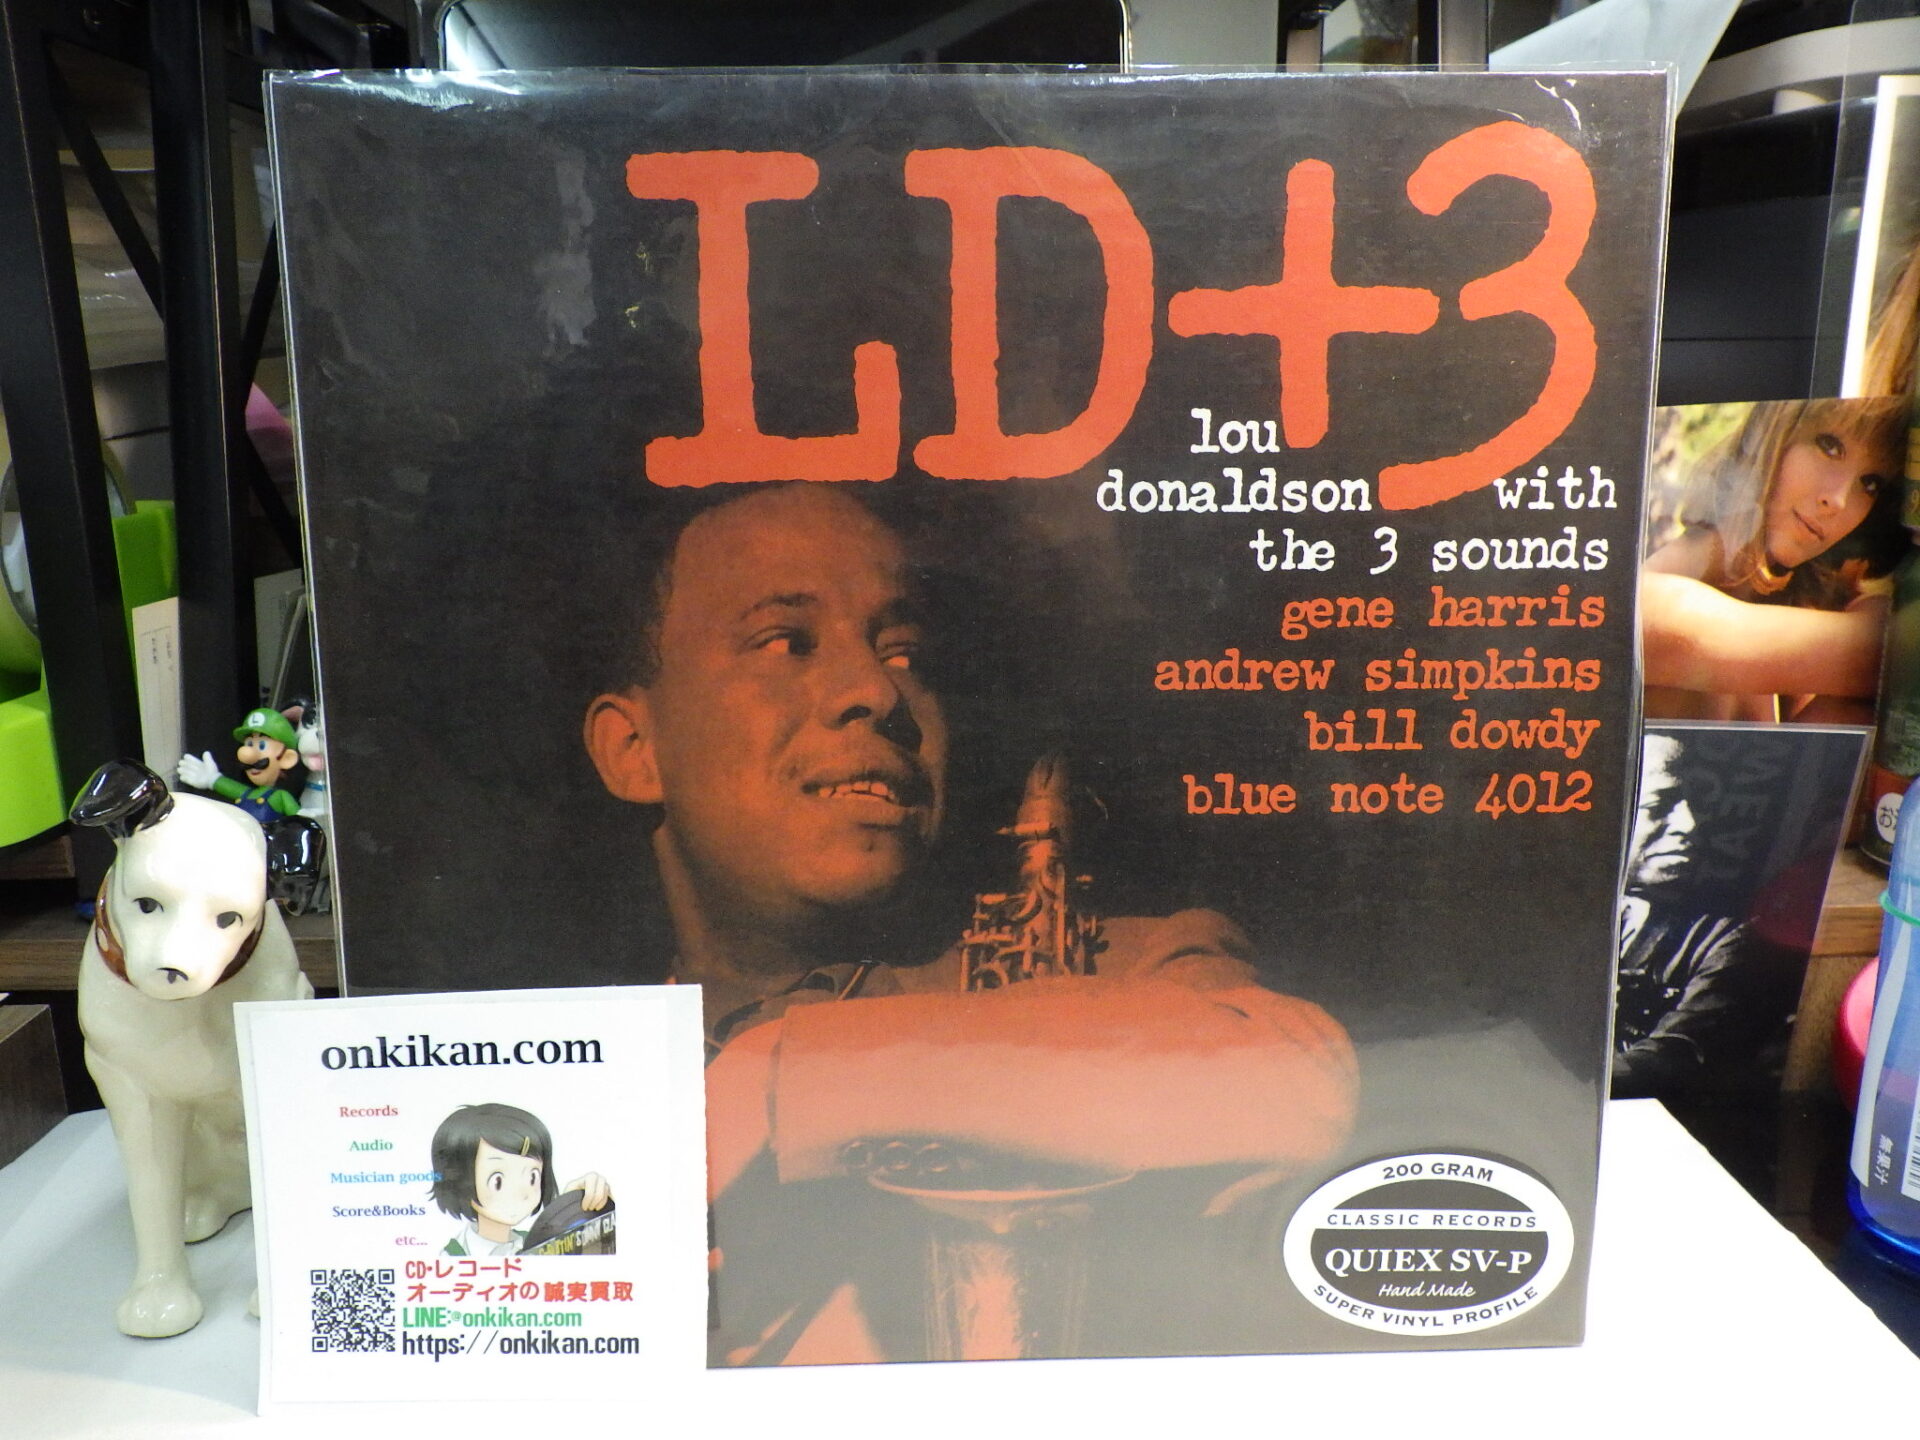 LD+3
lou
donaldson with
the 3 sounds
gene harris
andrew simpkins
bill dowdy
blue note 4012
200 GRAM
CLASSIC RECORDS
QUIEX SV-P
Hand Made
SUPER VINYL PROFILE
onkikan.com
Records
Audio
Musician goods
Score&Books
etc...
CD・レコード
オーディオの誠実買取
LINE:@onkikan.com
https://onkikan.com
L